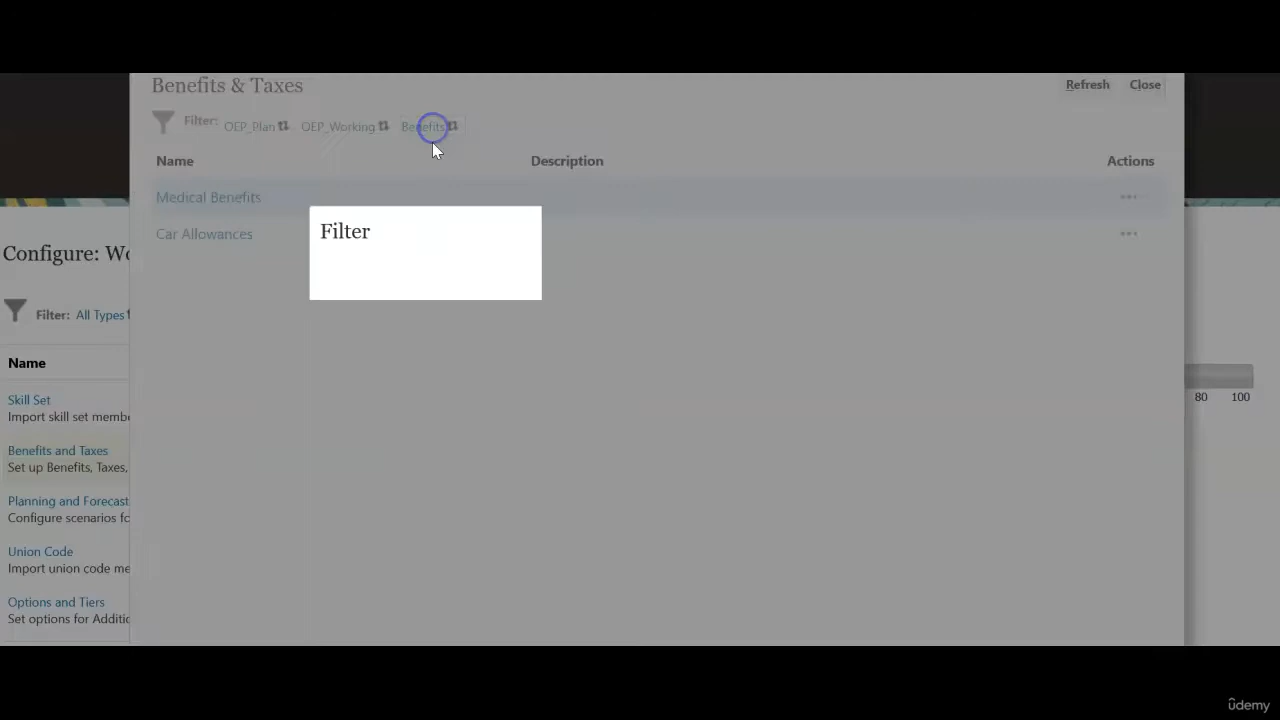 Benefits & Taxes
Refresh
Close
Filter:
OEP_Plan
OEP_Working
Benefits
Name
Description
Actions
Medical Benefits
Car Allowances
Filter
Configure: Wo
Filter: All Types
Name
Skill Set
Import skill set membe
Benefits and Taxes
Set up Benefits, Taxes,
Planning and Forecast
Configure scenarios fo
Union Code
Import union code me
Options and Tiers
Set options for Additio
80
100
ûdemy